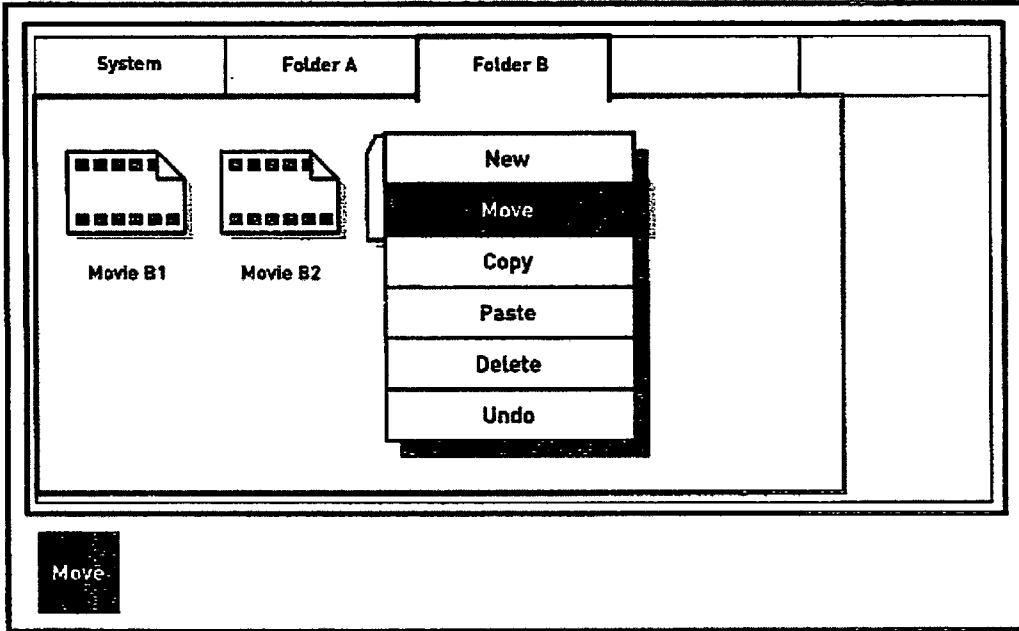 System
Folder A
Folder B
New
Move
Copy
Paste
Delete
Undo
Movie B1
Movie B2
Move